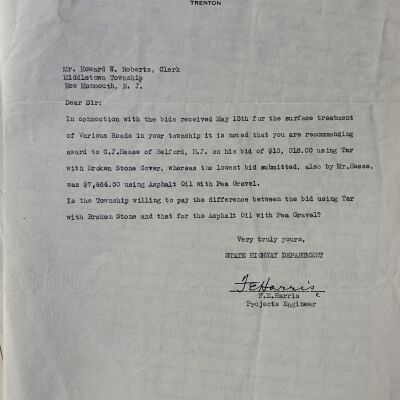 TRENTON
Mr. Howard W. Roberts, Clerk
Middletown Township
New Monmouth, N. J.
Dear Sir:
In connection with the bids received May 13th for the surface treatment
of Various Roads in your township it is noted that you are recommending
award to C.J.Hesse of Belford, N.J. on his bid of $10, 018.00 using Tar
with Broken Stone Cover, whereas the lowest bid submitted, also by Mr.Hesse,
was $7,464.50 using Asphalt Oil with Pea Gravel.
Is the Township willing to pay the difference between the bid using Tar
with Broken Stone and that for the Asphalt Oil with Pea Gravel?
Very truly yours,
STATE HIGHWAY DEPARTMENT
F E Harris
F.E.Harris
Projects Engineer